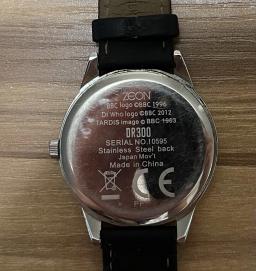 ZEON
BBC logo ©BBC 1996
Dr Who logo ©BBC 2012
TARDIS image © BBC 1963
DR300
SERIAL NO.10595
Stainless Steel back
Japan Mov't
Made in China
CE